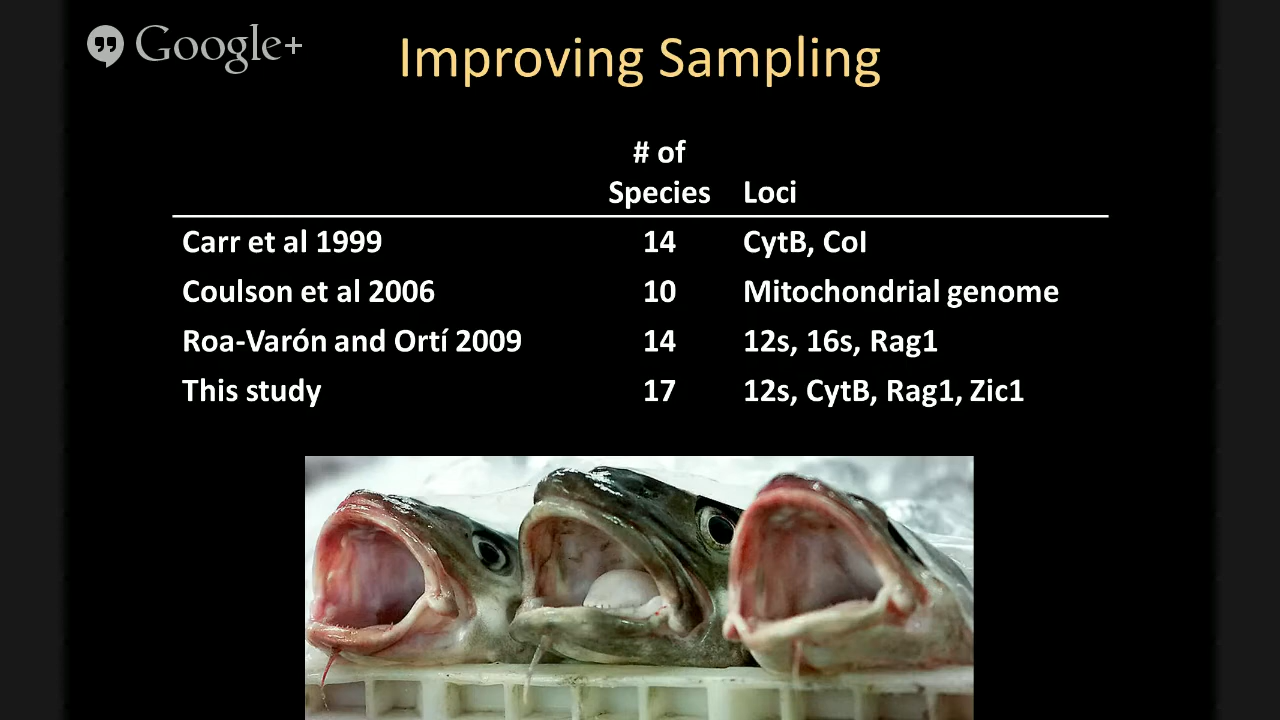 Google+
Improving Sampling
# of
Species Loci
Carr et al 1999 14 CytB, CoI
Coulson et al 2006 10 Mitochondrial genome
Roa-Varón and Ortí 2009 14 12s, 16s, Rag1
This study 17 12s, CytB, Rag1, Zic1